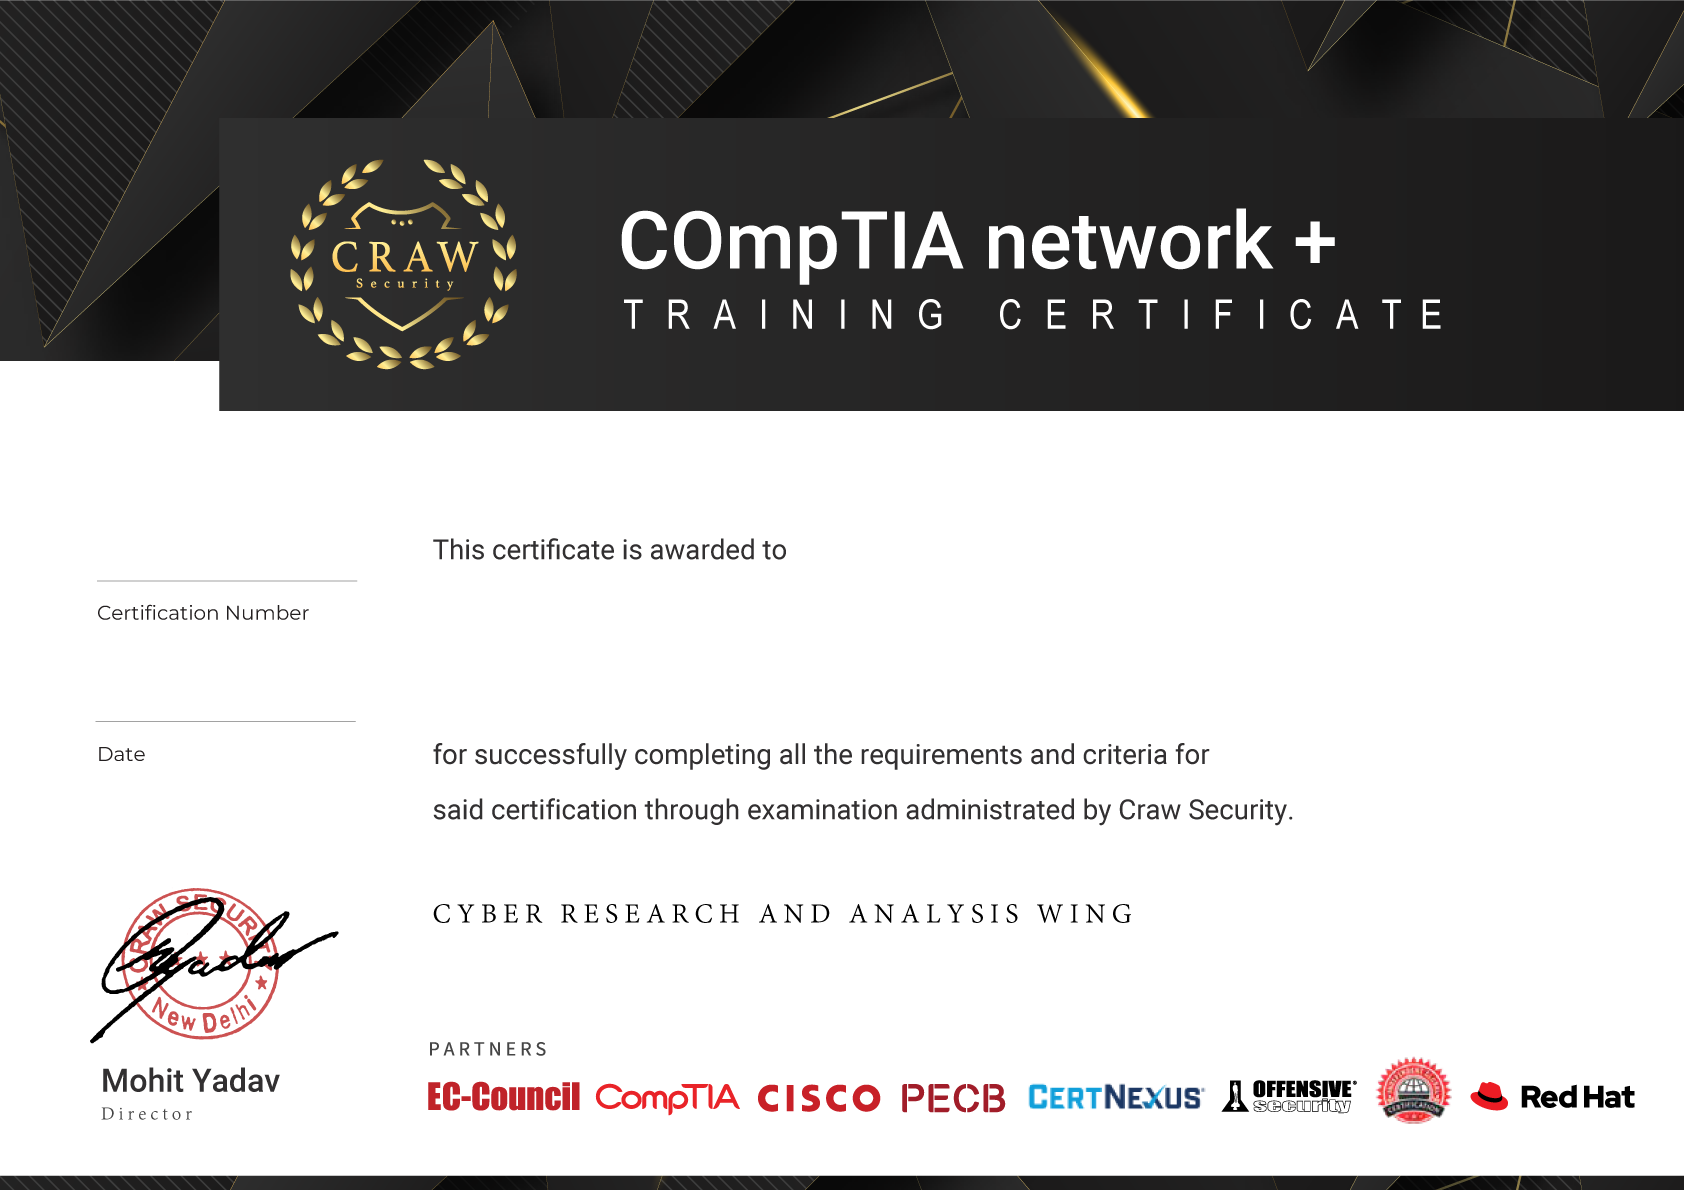 CRAW
Security
COmpTIA network +
TRAINING CERTIFICATE
This certificate is awarded to
Certification Number
Date
for successfully completing all the requirements and criteria for
said certification through examination administrated by Craw Security.
CYBER RESEARCH AND ANALYSIS WING
CRAW SECURITY
New Delhi
Mohit Yadav
Director
PARTNERS
EC-Council CompTIA CISCO PECB CERTNEXUS OFFENSIVE security CERTIFICATION Red Hat